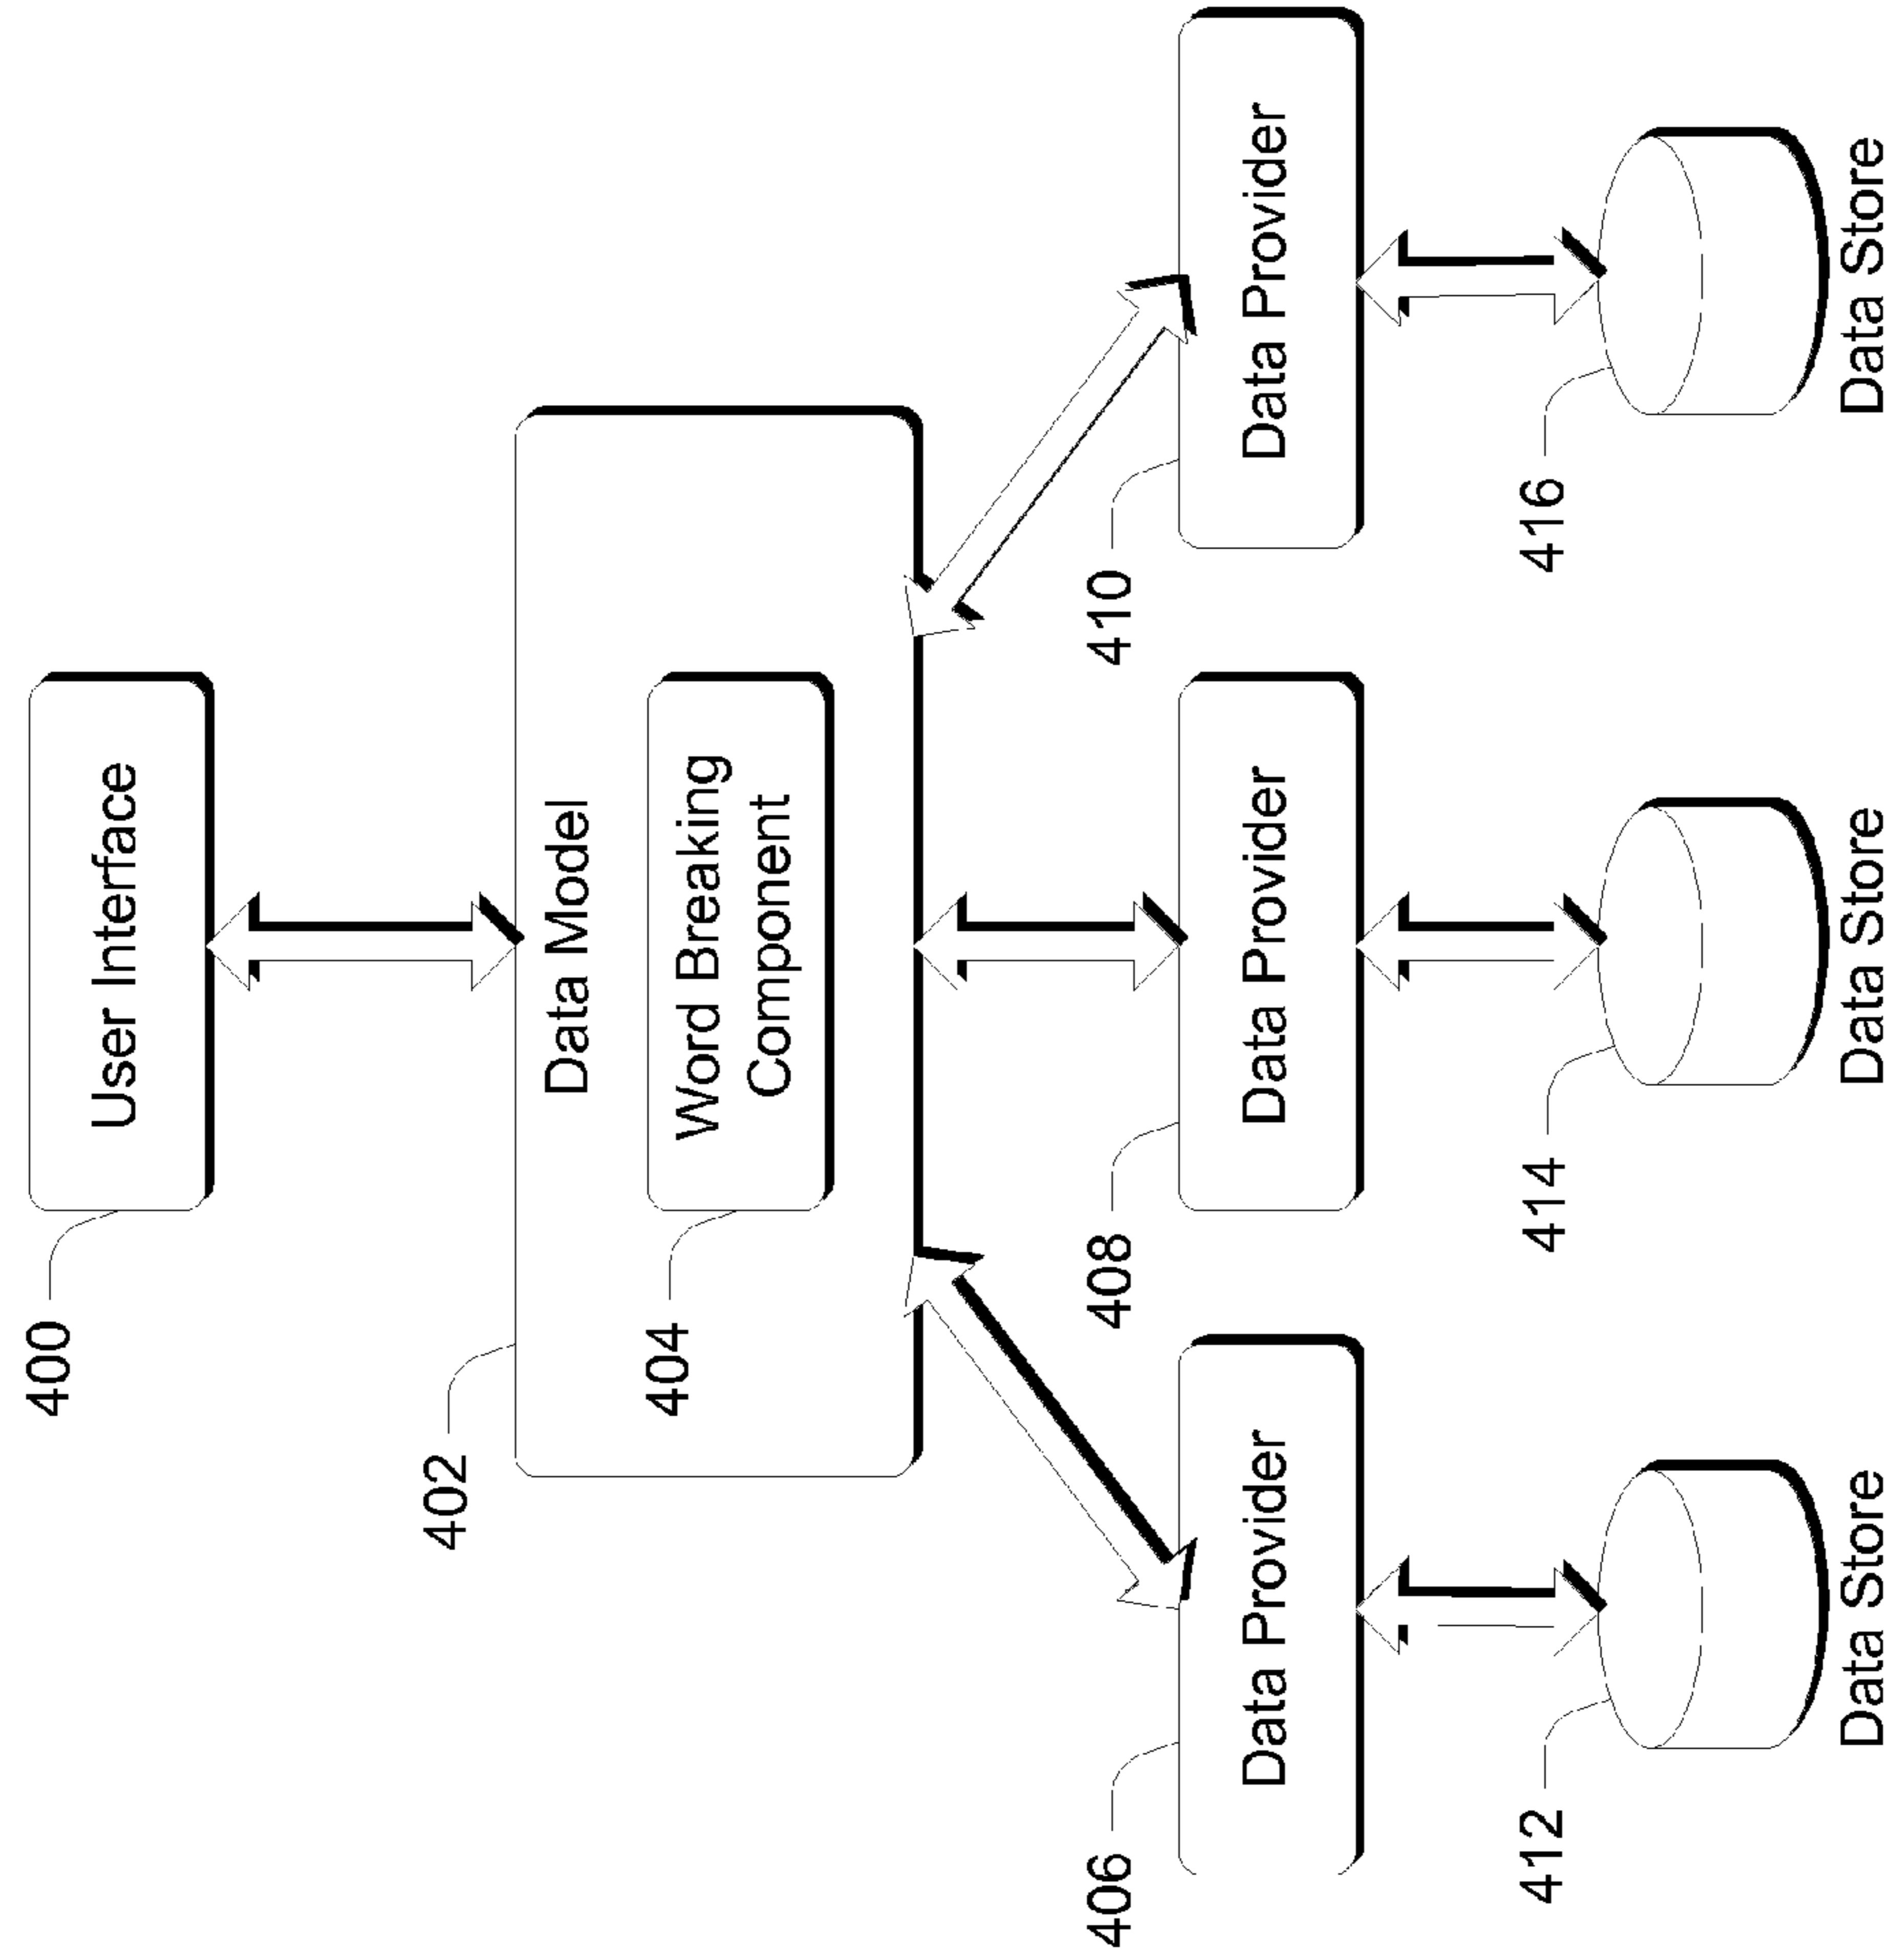 400
User Interface
402
Data Model
404
Word Breaking
Component
406
Data Provider
408
Data Provider
410
Data Provider
412
Data Store
414
Data Store
416
Data Store